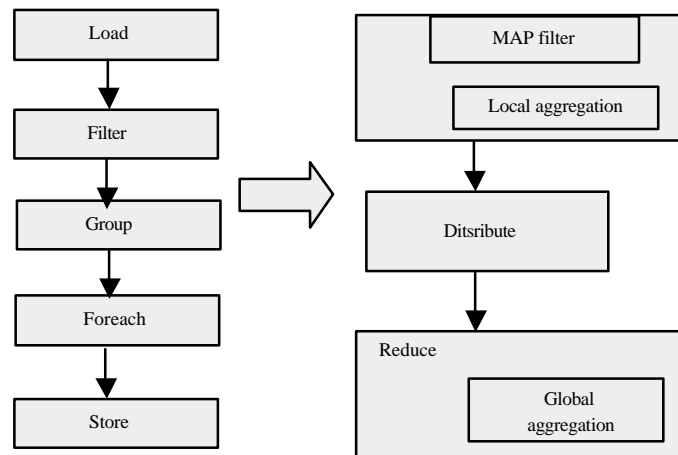 Load
Filter
Group
Foreach
Store
MAP filter
Local aggregation
Ditsribute
Reduce
Global
aggregation